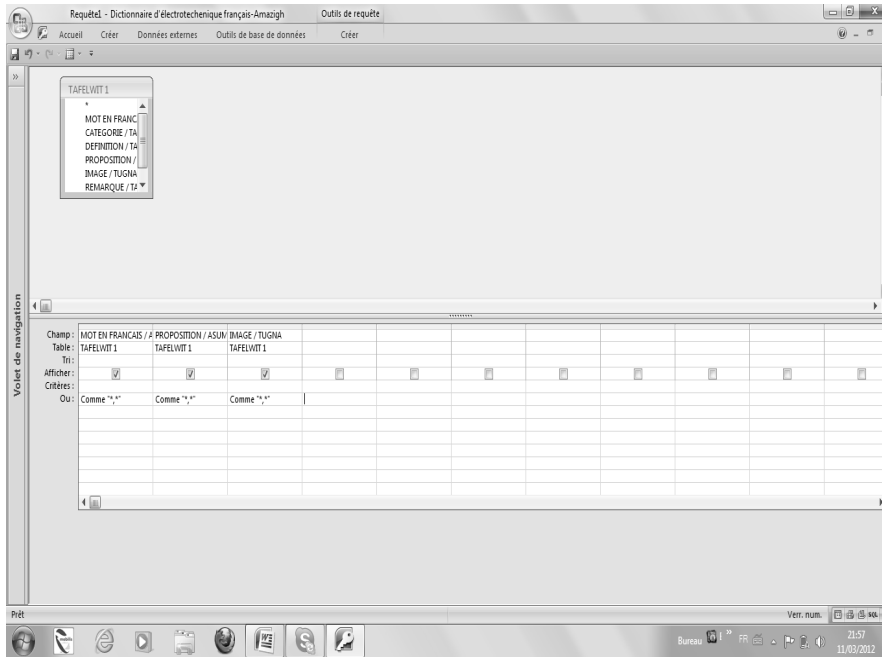 Requête1 - Dictionnaire d'électrotechenique français-Amazigh
Outils de requête
Accueil Créer Données externes Outils de base de données Créer
»
TAFELWIT 1
*
MOT EN FRANC
CATEGORIE / TA
DEFINITION / TA
PROPOSITION /
IMAGE / TUGNA
REMARQUE / TA
Volet de navigation
Champ : MOT EN FRANCAIS / A PROPOSITION / ASUM IMAGE / TUGNA
Table : TAFELWIT 1 TAFELWIT 1 TAFELWIT 1
Tri :
Afficher :
Critères :
Ou : Comme "*,*" Comme "*,*" Comme "*,*"
Prêt
Verr. num. SQL
Bureau » FR 21:57
11/03/2012